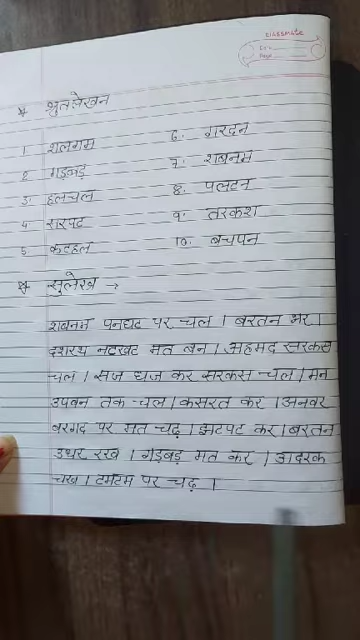 classmate
Date
Page
* श्रुतलेखन
1 शलगम
2 गड़बड़
3. हलचल
4 सरपट
5. कटहल
6. गरदन
7. शबनम
8. पलटन
9. तरकश
10. बचपन
* सुलेख →
शबनम पनघट पर चल । बरतन भर ।
दशरथ नटखट मत बन । अहमद सरकस
चल । सज धज कर सरकस चल । मन
उपवन तक चल । कसरत कर । अनवर
बरगद पर मत चढ़ । झटपट कर । बरतन
उधर रख । गड़बड़ मत कर । अदरक
चख । टमटम पर चढ़ ।